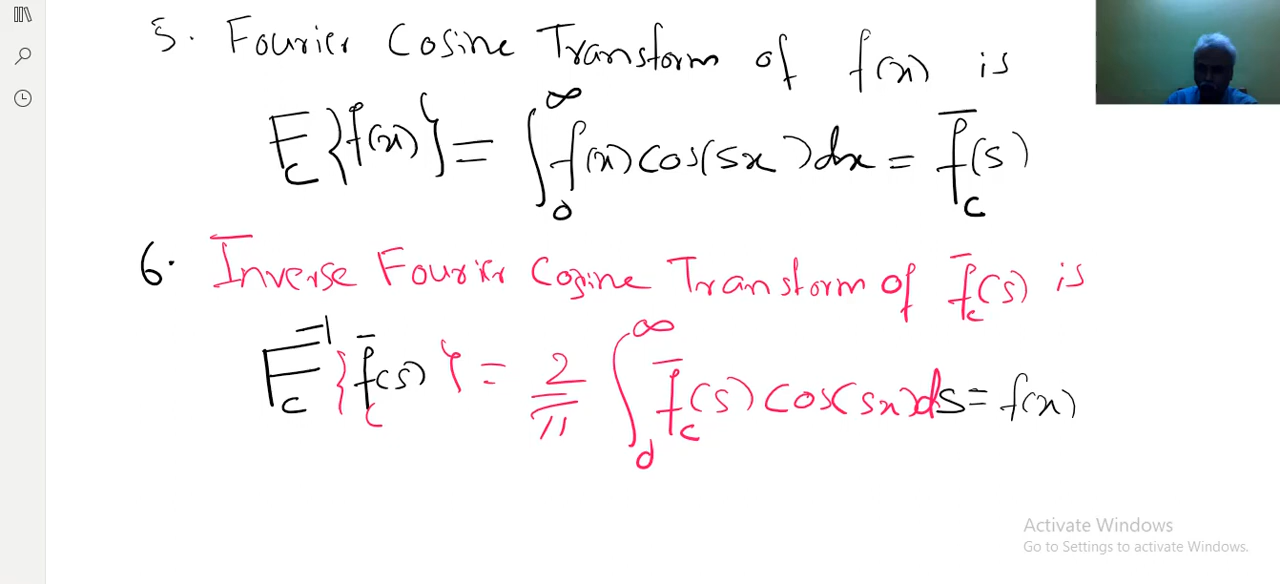 5. Fourier Cosine Transform of f(x) is
F_c{f(x)} = ∫_0^∞ f(x) cos(sx) dx = f̄_c(s)
6. Inverse Fourier Cosine Transform of f̄_c(s) is
F_c^{-1}{f̄_c(s)} = 2/π ∫_0^∞ f̄_c(s) cos(sx) ds = f(x)
Activate Windows
Go to Settings to activate Windows.